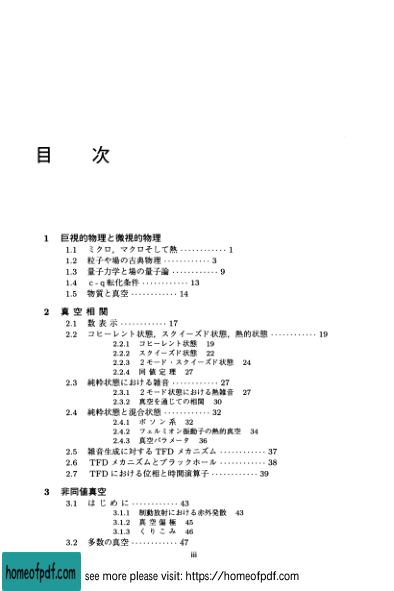 目 次
1 巨視的物理と微視的物理
1.1 ミクロ，マクロそして熱 ············ 1
1.2 粒子や場の古典物理 ············ 3
1.3 量子力学と場の量子論 ············ 9
1.4 c-q 転化条件 ············ 13
1.5 物質と真空 ············ 14
2 真空相関
2.1 数表示 ············ 17
2.2 コヒーレント状態，スクイーズド状態，熱的状態 ············ 19
2.2.1 コヒーレント状態 19
2.2.2 スクイーズド状態 22
2.2.3 2モード・スクイーズド状態 24
2.2.4 同値定理 27
2.3 純粋状態における雑音 ············ 27
2.3.1 2モード状態における熱雑音 27
2.3.2 真空を通じての相関 30
2.4 純粋状態と混合状態 ············ 32
2.4.1 ボソン系 32
2.4.2 フェルミオン振動子の熱的真空 34
2.4.3 真空パラメータ 36
2.5 雑音生成に対する TFD メカニズム ············ 37
2.6 TFD メカニズムとブラックホール ············ 38
2.7 TFD における位相と時間演算子 ············ 39
3 非同値真空
3.1 はじめに ············ 43
3.1.1 制動放射における赤外発散 43
3.1.2 真空偏極 45
3.1.3 くりこみ 46
3.2 多数の真空 ············ 47
iii
homeofpdf.com see more please visit: https://homeofpdf.com